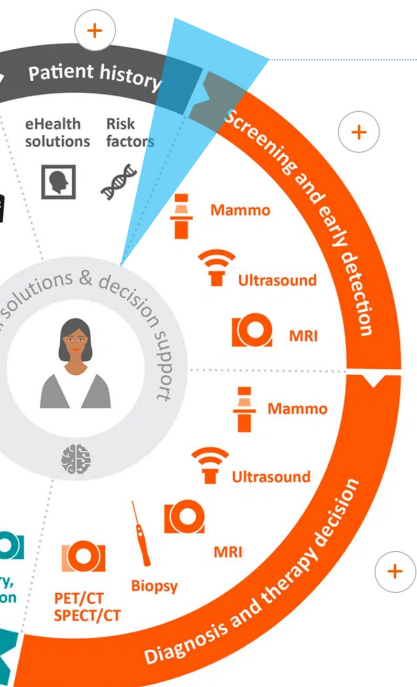 Patient history
eHealth
solutions
Risk
factors
Screening and early detection
Mammo
Ultrasound
MRI
solutions & decision support
Mammo
Ultrasound
MRI
Biopsy
PET/CT
SPECT/CT
Diagnosis and therapy decision